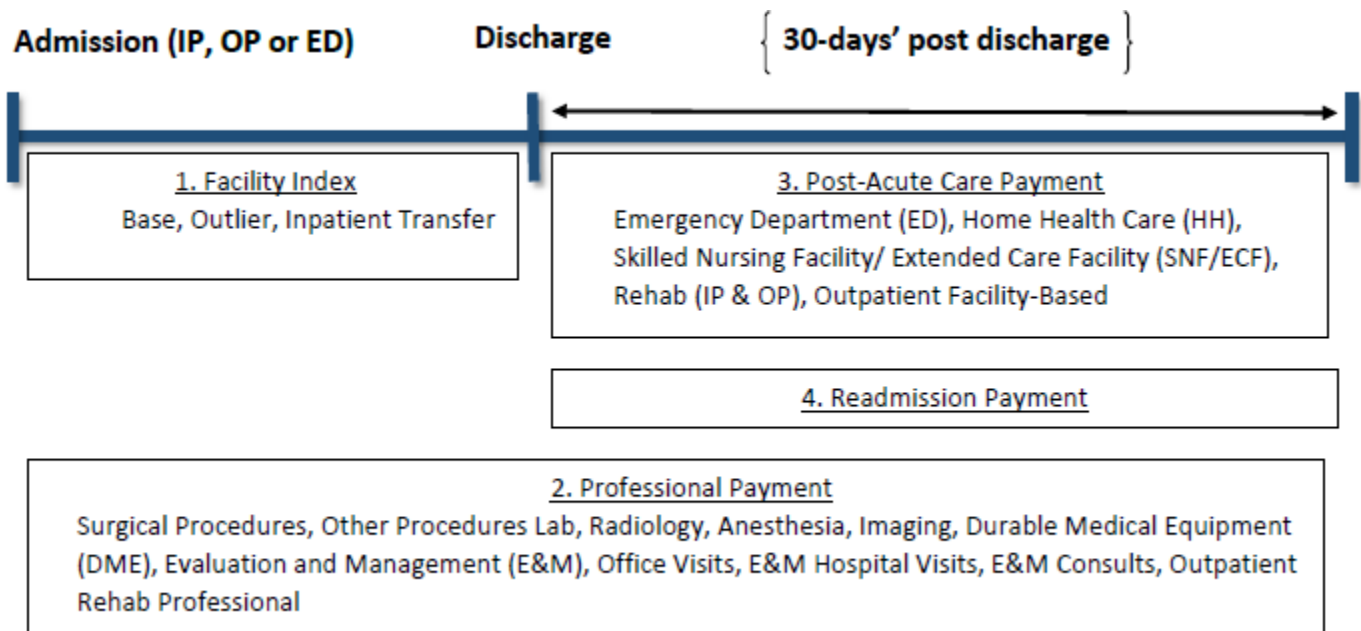 Admission (IP, OP or ED)
Discharge
{ 30-days’ post discharge }
1. Facility Index
Base, Outlier, Inpatient Transfer
3. Post-Acute Care Payment
Emergency Department (ED), Home Health Care (HH),
Skilled Nursing Facility/ Extended Care Facility (SNF/ECF),
Rehab (IP & OP), Outpatient Facility-Based
4. Readmission Payment
2. Professional Payment
Surgical Procedures, Other Procedures Lab, Radiology, Anesthesia, Imaging, Durable Medical Equipment
(DME), Evaluation and Management (E&M), Office Visits, E&M Hospital Visits, E&M Consults, Outpatient
Rehab Professional